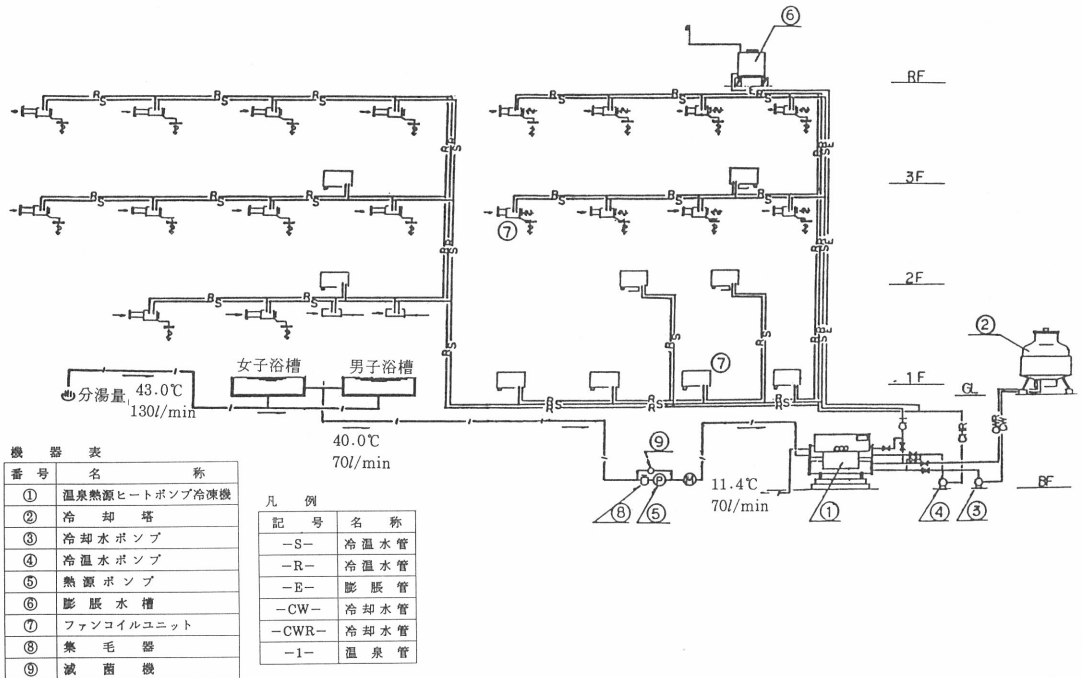 ⑥
RF
R S R S R S
R S R S
3F
R S R S R S
R S R S
⑦
2F
R S R S
②
女子浴槽 男子浴槽
⑦
1F
GL
分湯量
43.0℃
130l/min
R S R S R S
40.0℃
70l/min
CHR
CWR
CW
⑨
11.4℃
70l/min
BF
P M
⑧ ⑤ ① ④ ③
機器表
番号 名称
① 温泉熱源ヒートポンプ冷凍機
② 冷却塔
③ 冷却水ポンプ
④ 冷温水ポンプ
⑤ 熱源ポンプ
⑥ 膨脹水槽
⑦ ファンコイルユニット
⑧ 集毛器
⑨ 滅菌機
凡例
記号 名称
-S- 冷温水管
-R- 冷温水管
-E- 膨脹管
-CW- 冷却水管
-CWR- 冷却水管
-1- 温泉管